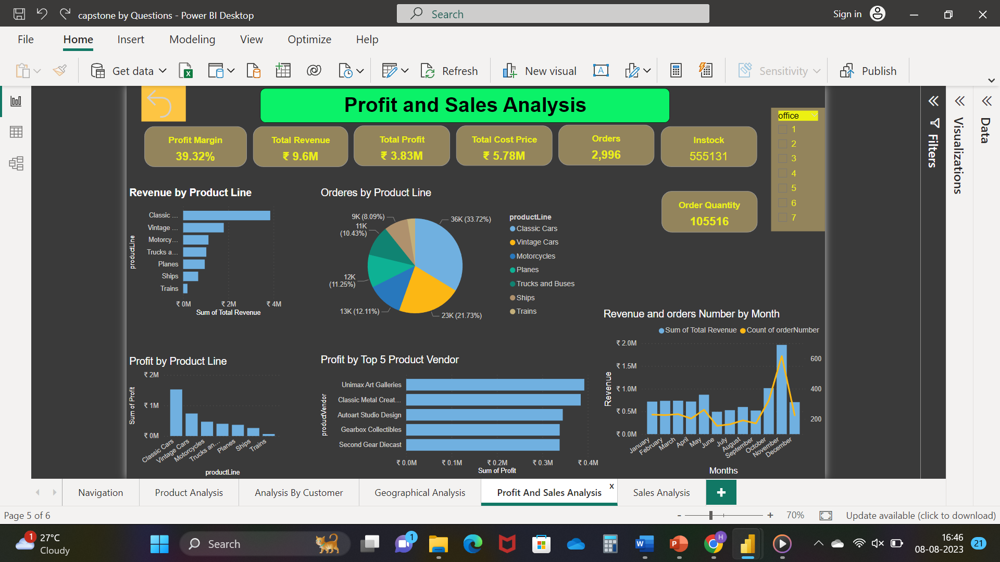 capstone by Questions - Power BI Desktop
Search
Sign in
File
Home
Insert
Modeling
View
Optimize
Help
Get data
Refresh
New visual
Sensitivity
Publish
Profit and Sales Analysis
Profit Margin
39.32%
Total Revenue
₹ 9.6M
Total Profit
₹ 3.83M
Total Cost Price
₹ 5.78M
Orders
2,996
Instock
555131
office
1
2
3
4
5
6
7
Filters
Visualizations
Data
Order Quantity
105516
Revenue by Product Line
productLine
Classic ...
Vintage ...
Motorcy...
Trucks a...
Planes
Ships
Trains
₹ 0M
₹ 2M
₹ 4M
Sum of Total Revenue
Orderes by Product Line
36K (33.72%)
23K (21.73%)
13K (12.11%)
12K
(11.25%)
11K
(10.43%)
9K (8.09%)
productLine
Classic Cars
Vintage Cars
Motorcycles
Planes
Trucks and Buses
Ships
Trains
Profit by Product Line
Sum of Profit
₹ 2M
₹ 1M
₹ 0M
Classic Cars
Vintage Cars
Motorcycles
Trucks an...
Planes
Ships
Trains
productLine
Profit by Top 5 Product Vendor
productVendor
Unimax Art Galleries
Classic Metal Creat...
Autoart Studio Design
Gearbox Collectibles
Second Gear Diecast
₹ 0.0M
₹ 0.1M
₹ 0.2M
₹ 0.3M
₹ 0.4M
Sum of Profit
Revenue and orders Number by Month
Sum of Total Revenue
Count of orderNumber
Revenue
₹ 2.0M
₹ 1.5M
₹ 1.0M
₹ 0.5M
₹ 0.0M
600
400
200
January
February
March
April
May
June
July
August
September
October
November
December
Months
Navigation
Product Analysis
Analysis By Customer
Geographical Analysis
Profit And Sales Analysis
x
Sales Analysis
+
Page 5 of 6
-
+
70%
Update available (click to download)
1
27°C
Cloudy
Search
1
W
P
H
16:46
08-08-2023
21